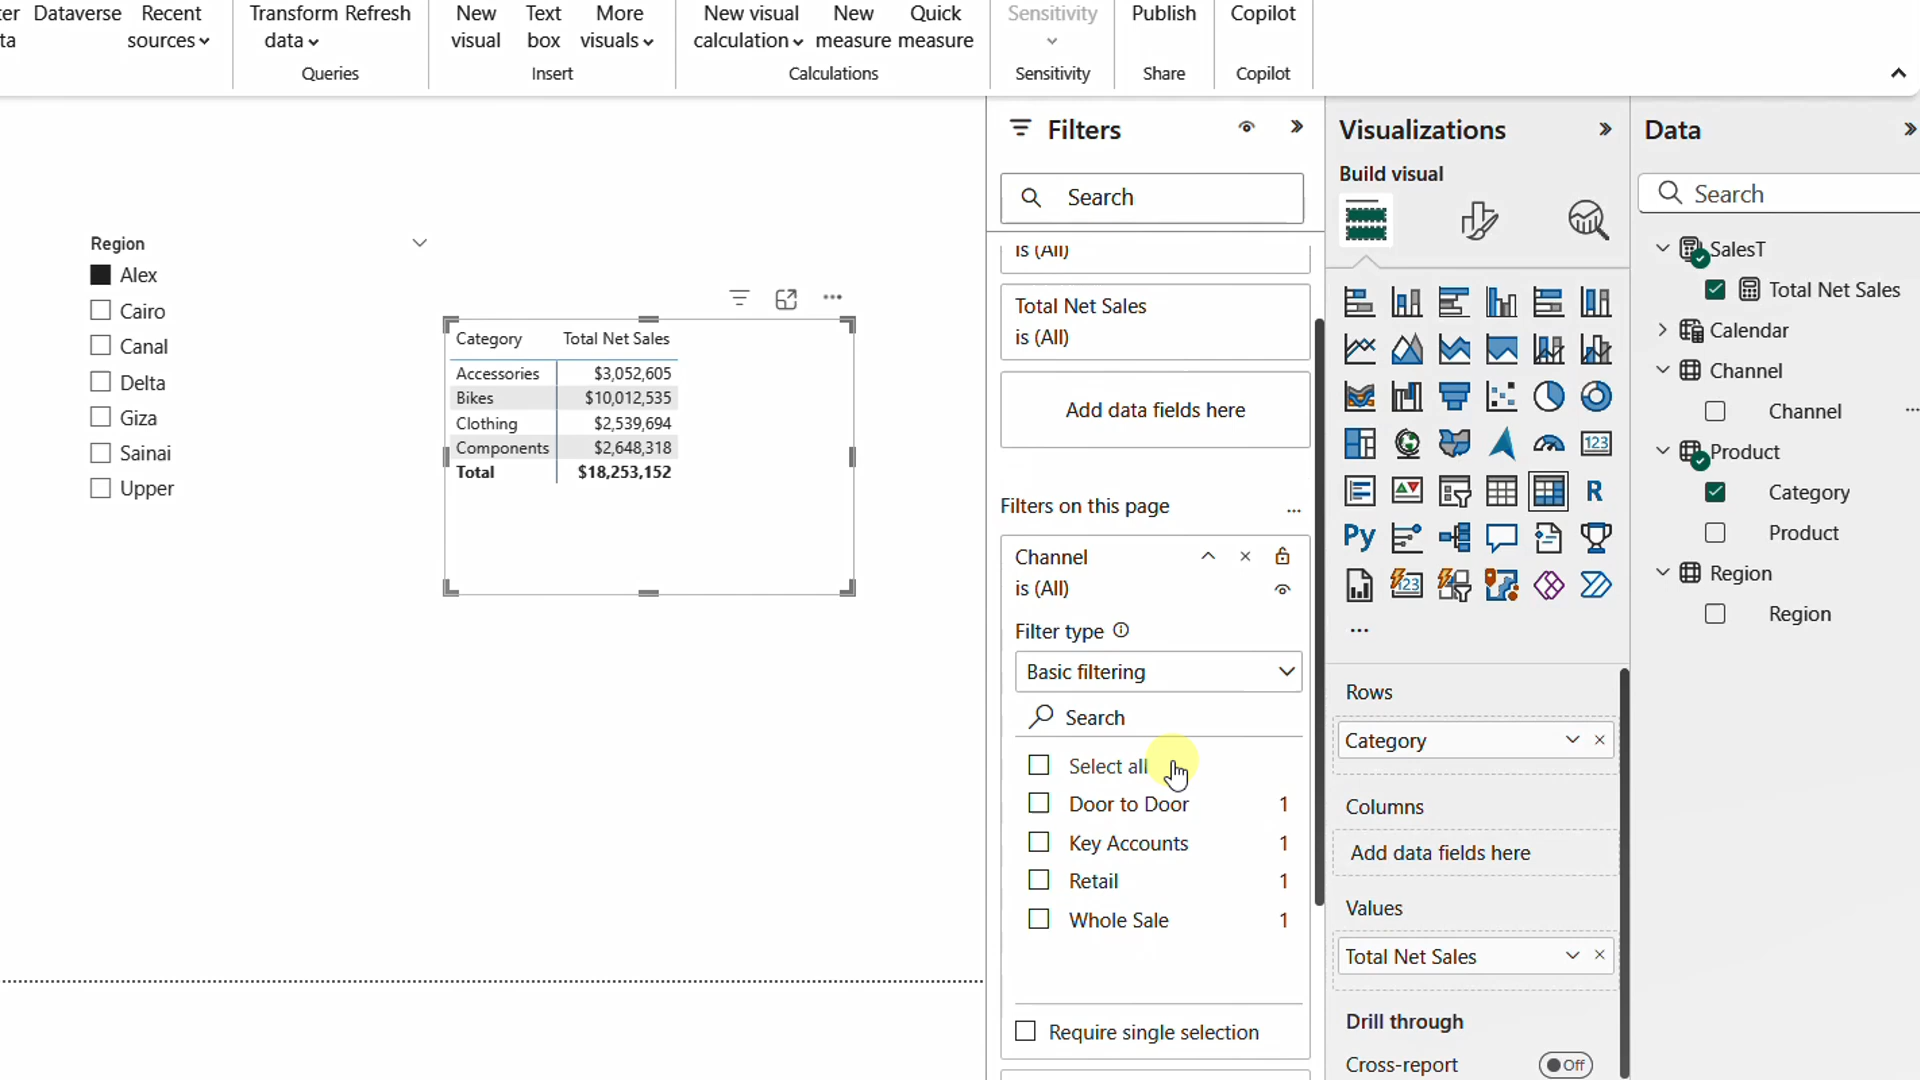 er Dataverse Recent Transform Refresh New Text More New visual New Quick Sensitivity Publish Copilot
ta sources data visual box visuals calculation measure measure
Queries Insert Calculations Sensitivity Share Copilot
Filters
Search
is (All)
Total Net Sales
is (All)
Add data fields here
Filters on this page
...
Channel
is (All)
Filter type
Basic filtering
Search
Select all
Door to Door 1
Key Accounts 1
Retail 1
Whole Sale 1
Require single selection
Region
Alex
Cairo
Canal
Delta
Giza
Sainai
Upper
Category Total Net Sales
Accessories $3,052,605
Bikes $10,012,535
Clothing $2,539,694
Components $2,648,318
Total $18,253,152
Visualizations
Build visual
123
R
Py
123
...
Rows
Category
Columns
Add data fields here
Values
Total Net Sales
Drill through
Cross-report Off
Data
Search
SalesT
Total Net Sales
Calendar
Channel
Channel ...
Product
Category
Product
Region
Region